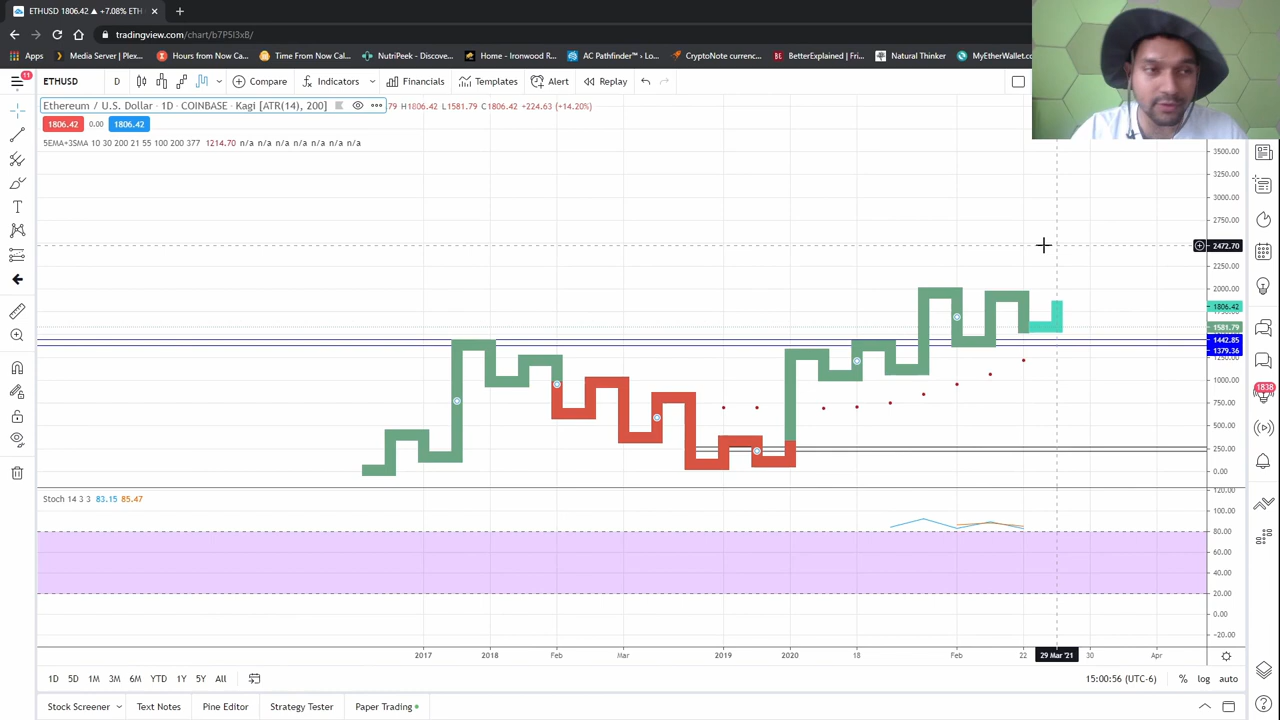 ETHUSD 1806.42 ▲ +7.08% ETH
tradingview.com/chart/b7P5I3xB/
Apps Media Server | Plex... Hours from Now Cal... Time From Now Cal... NutriPeek - Discove... Home - Ironwood R... AC Pathfinder™ › Lo... CryptoNote currenc... BetterExplained | Fri... Natural Thinker MyEtherWallet.co
11
ETHUSD D Compare Indicators Financials Templates Alert Replay
Ethereum / U.S. Dollar · 1D · COINBASE · Kagi [ATR(14), 200] 79 H1806.42 L1581.79 C1806.42 +224.63 (+14.20%)
1806.42 0.00 1806.42
5EMA+3SMA 10 30 200 21 55 100 200 377 1214.70 n/a n/a n/a n/a n/a n/a n/a
3500.00
3250.00
3000.00
2750.00
2472.70
2250.00
2000.00
1806.42
1581.79
1442.85
1379.36
1250.00
1000.00
750.00
500.00
250.00
0.00
1838
Stoch 14 3 3 83.15 85.47
120.00
100.00
80.00
60.00
40.00
20.00
0.00
-20.00
2017 2018 Feb Mar 2019 2020 18 Feb 22 29 Mar '21 30 Apr
1D 5D 1M 3M 6M YTD 1Y 5Y All 15:00:56 (UTC-6) % log auto
Stock Screener Text Notes Pine Editor Strategy Tester Paper Trading